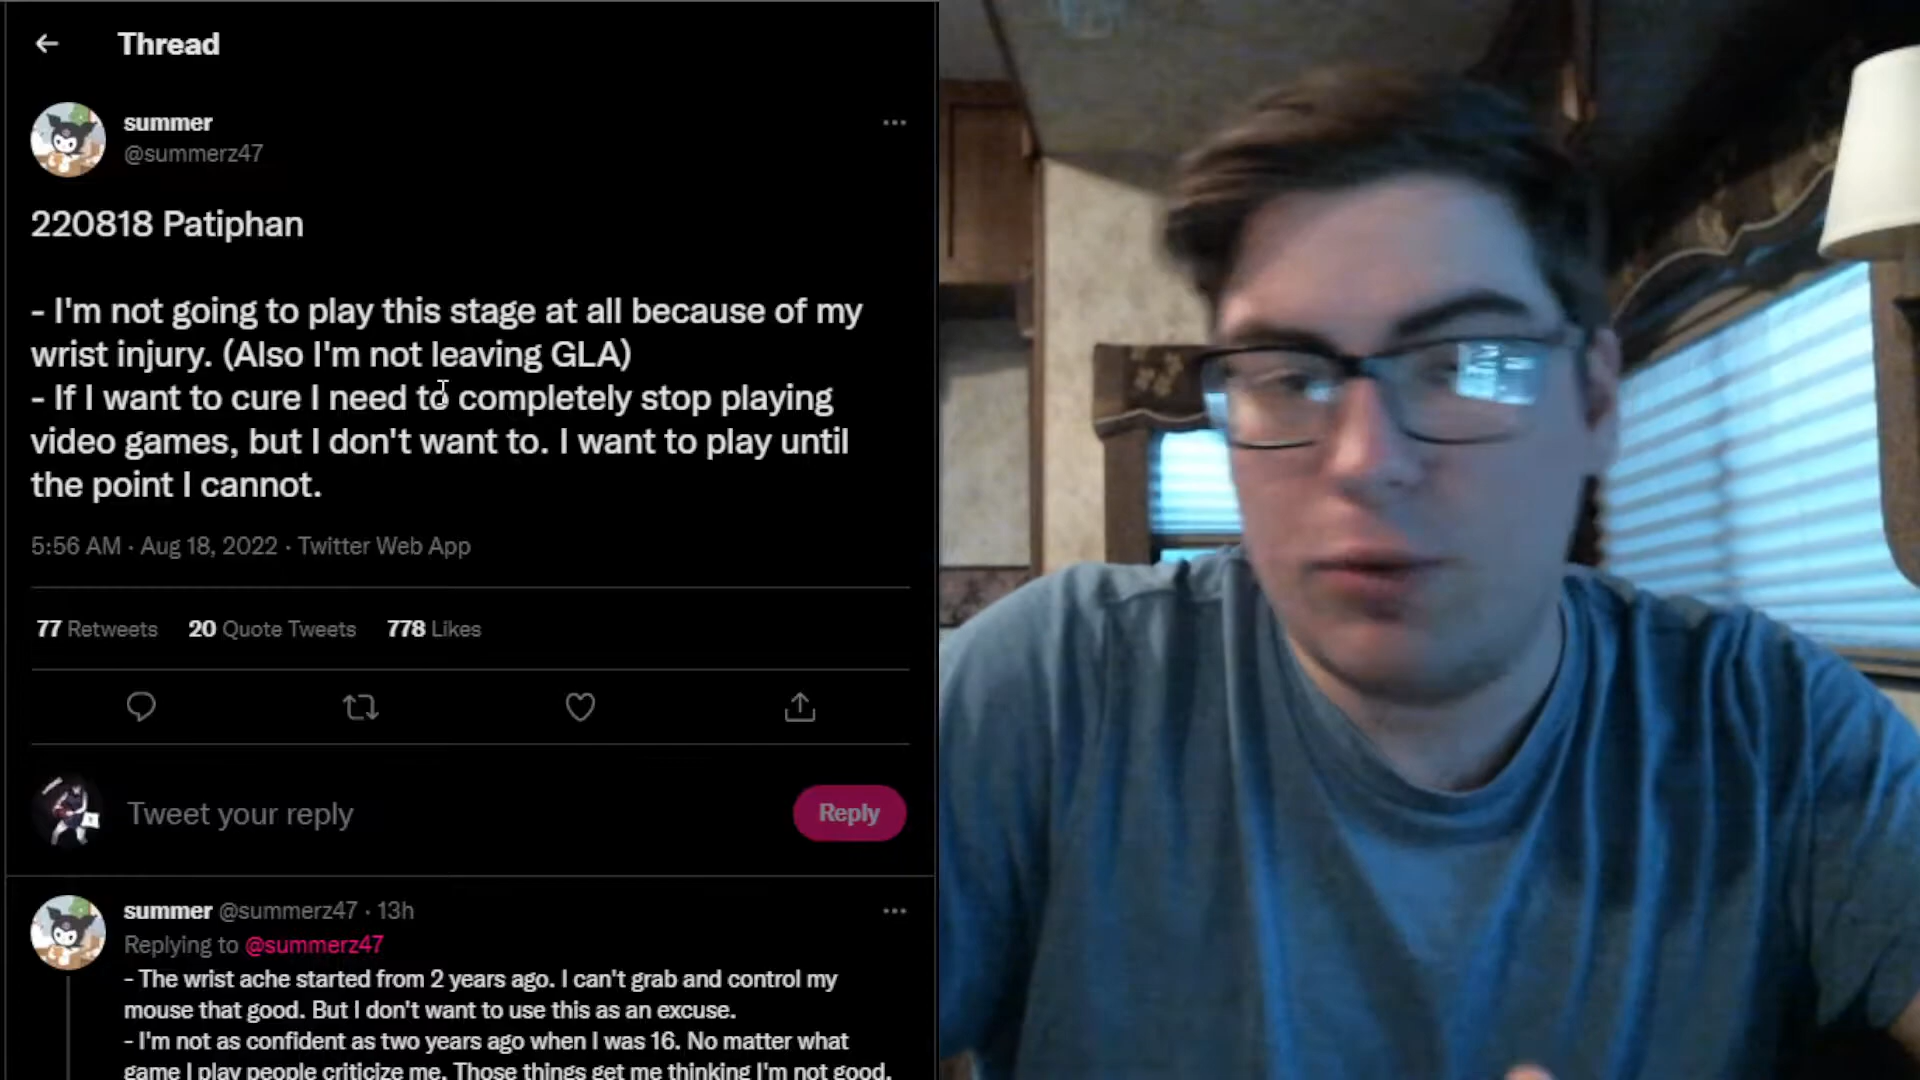 Thread
summer
@summerz47
220818 Patiphan
- I'm not going to play this stage at all because of my
wrist injury. (Also I'm not leaving GLA)
- If I want to cure I need to completely stop playing
video games, but I don't want to. I want to play until
the point I cannot.
5:56 AM · Aug 18, 2022 · Twitter Web App
77 Retweets 20 Quote Tweets 778 Likes
Tweet your reply
Reply
summer @summerz47 · 13h
Replying to @summerz47
- The wrist ache started from 2 years ago. I can't grab and control my
mouse that good. But I don't want to use this as an excuse.
- I'm not as confident as two years ago when I was 16. No matter what
game I play people criticize me. Those things get me thinking I'm not good.